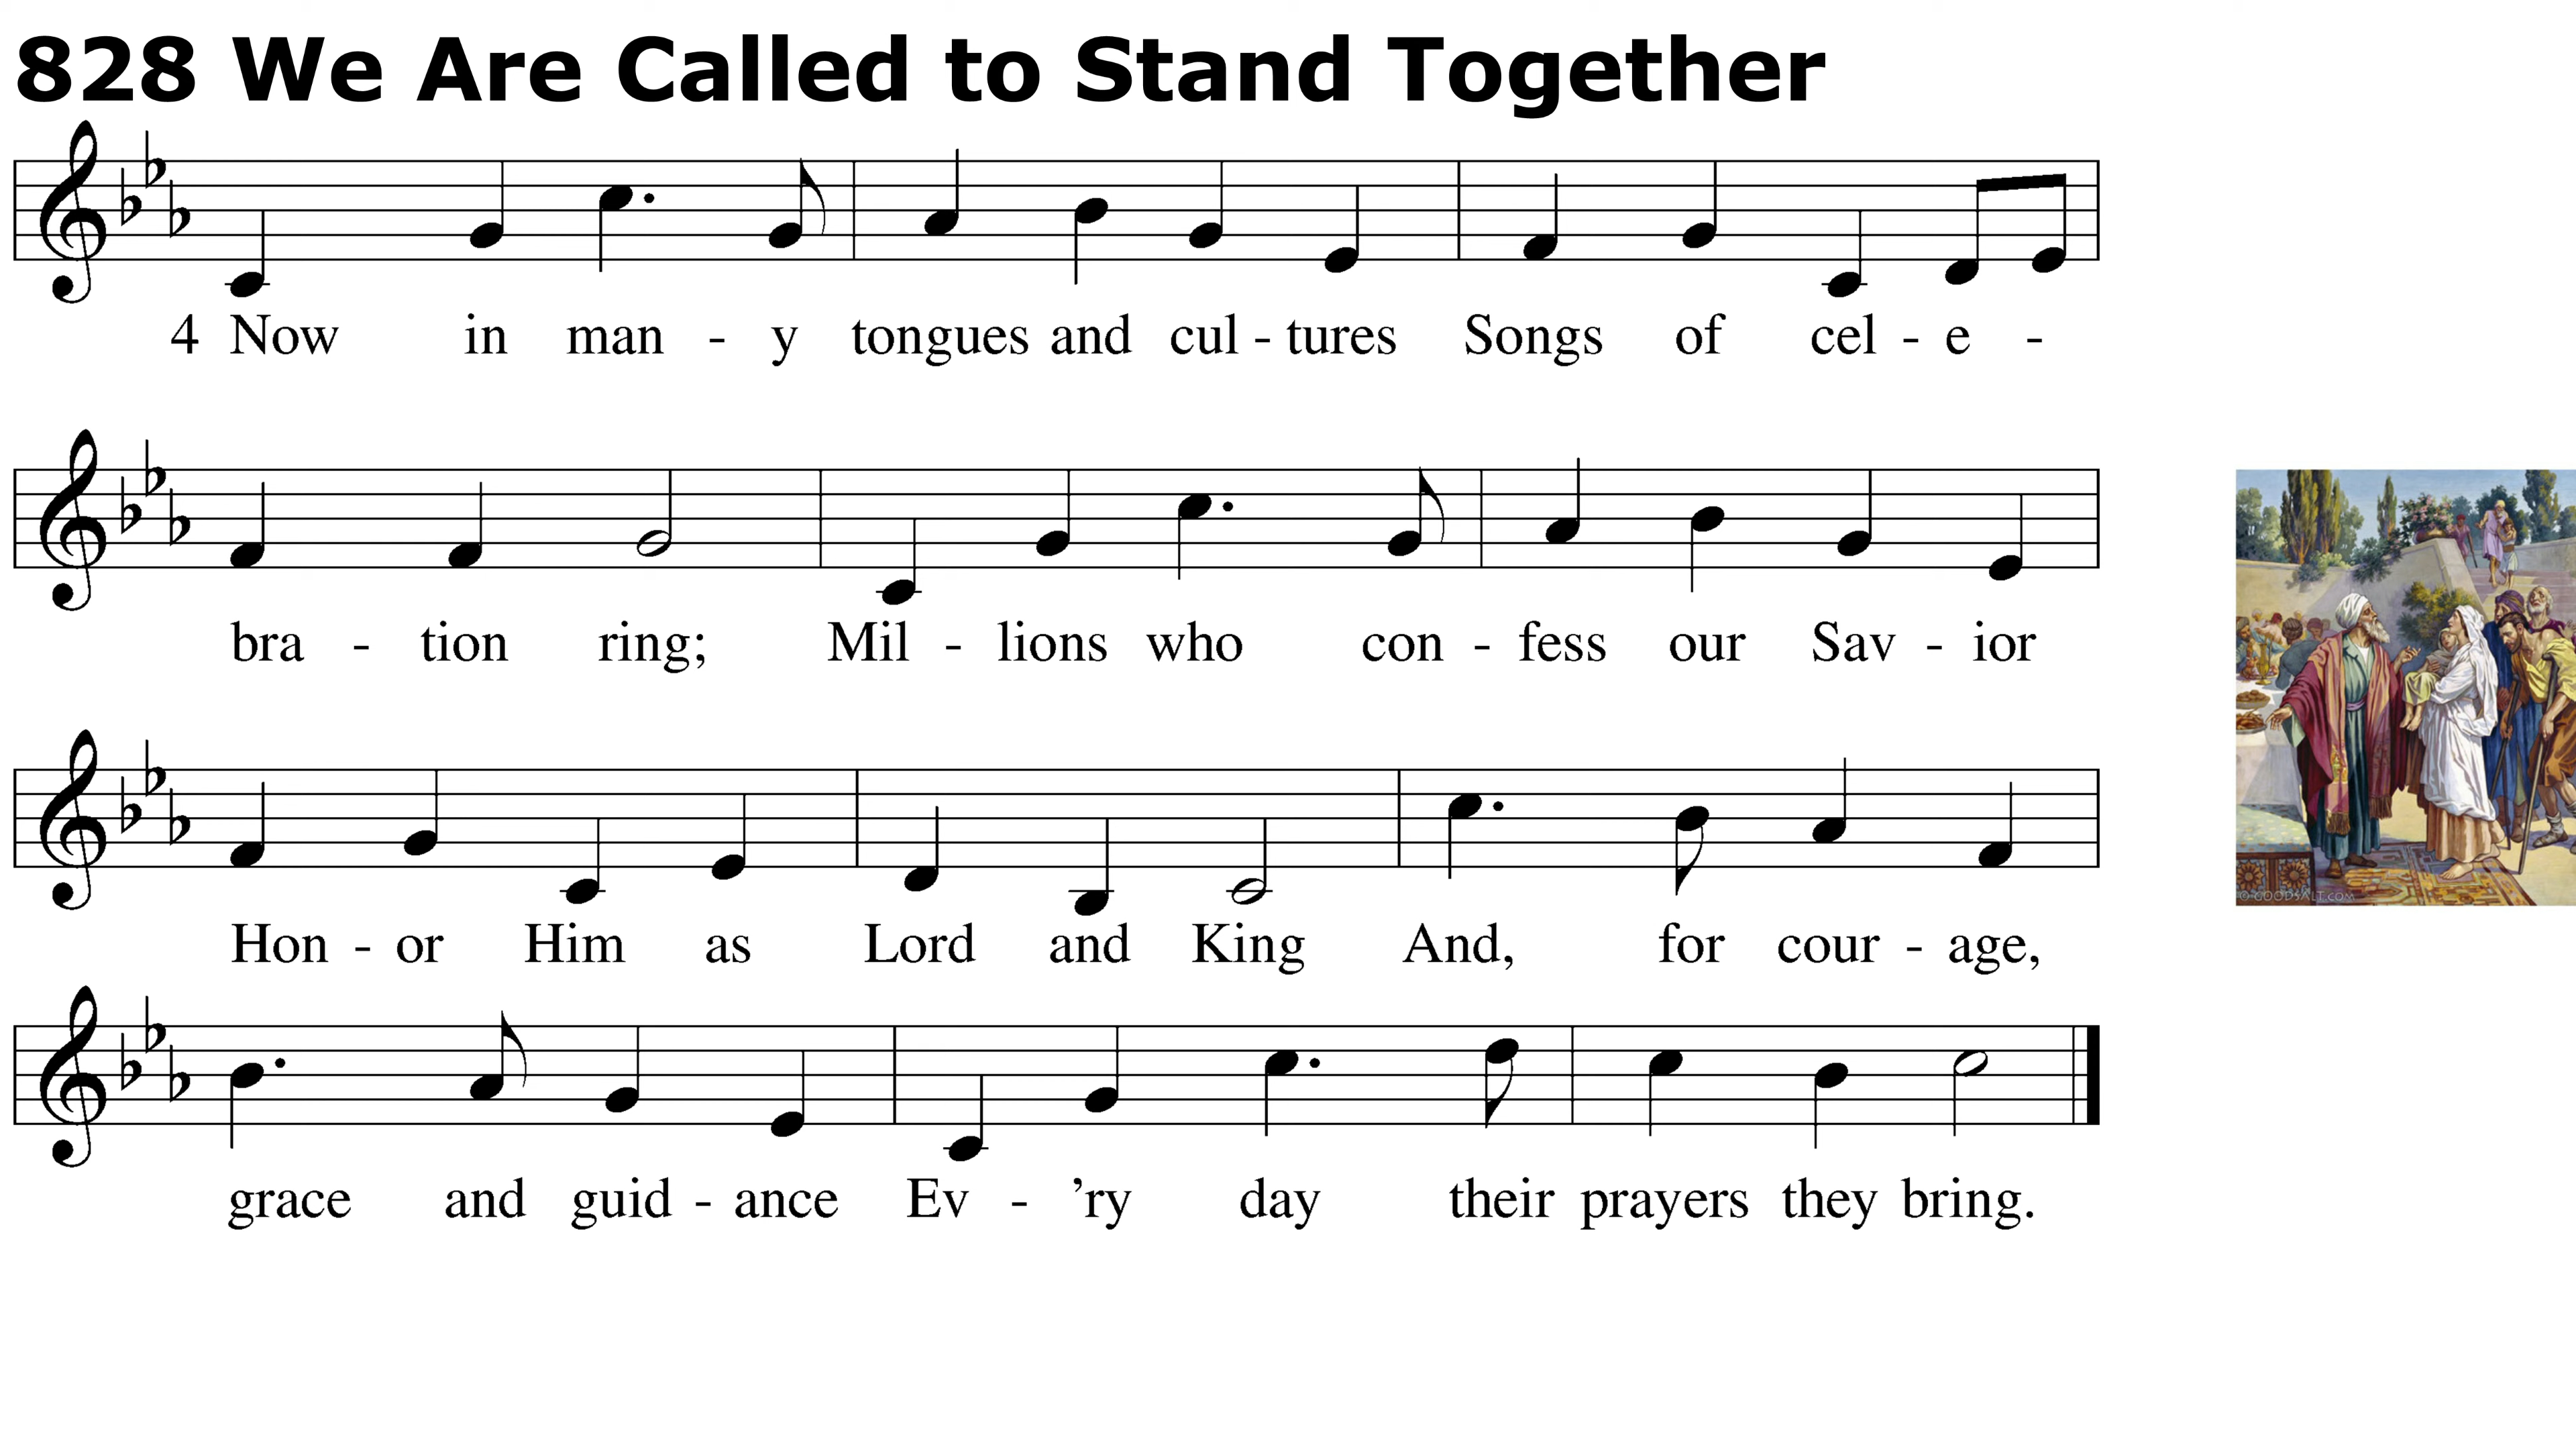 828 We Are Called to Stand Together
4 Now in man - y tongues and cul - tures Songs of cel - e -
bra - tion ring; Mil - lions who con - fess our Sav - ior
Hon - or Him as Lord and King And, for cour - age,
grace and guid - ance Ev - ’ry day their prayers they bring.
© GOODSALT.COM